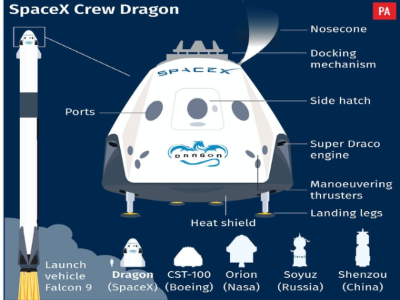 SpaceX Crew Dragon
PA
Nosecone
Docking
mechanism
SPACEX
Side hatch
Ports
Super Draco
engine
DRAGON
Manoeuvering
thrusters
Landing legs
Heat shield
Launch
vehicle
Falcon 9
Dragon
(SpaceX)
CST-100
(Boeing)
Orion
(Nasa)
Soyuz
(Russia)
Shenzou
(China)